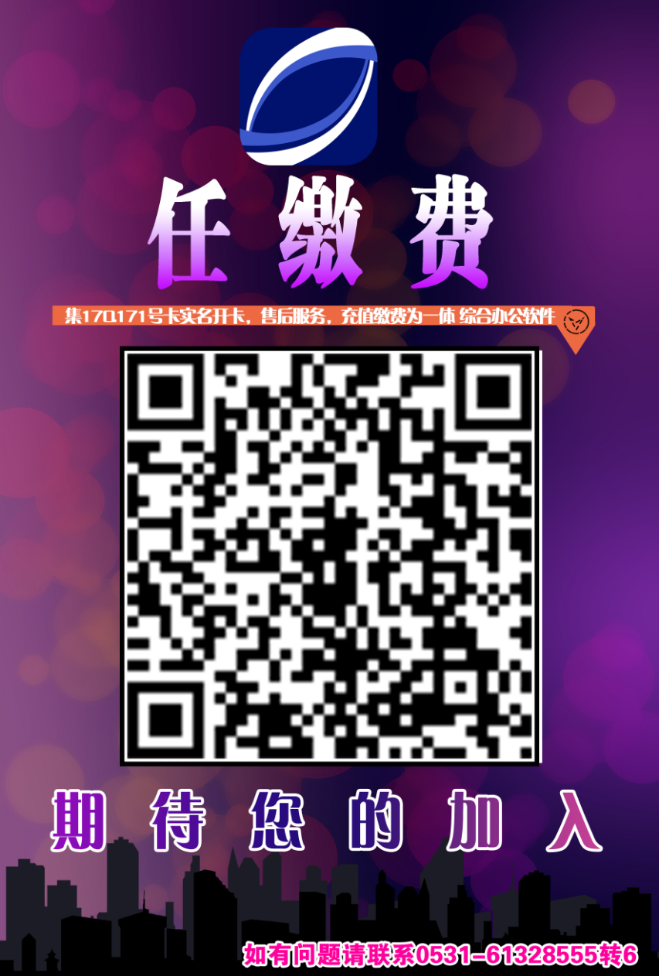 任缴费
集170.171号卡实名开卡，售后服务，充值缴费为一体 综合办公软件
期待您的加入
如有问题请联系0531-61328555转6